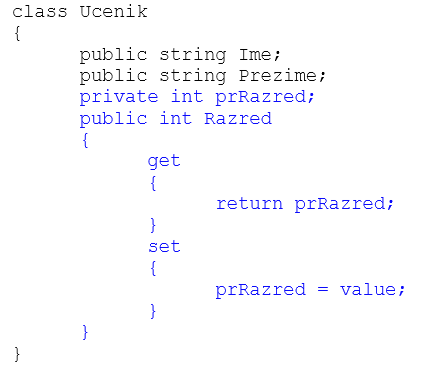 class Ucenik
{
public string Ime;
public string Prezime;
private int prRazred;
public int Razred
{
get
{
return prRazred;
}
set
{
prRazred = value;
}
}
}